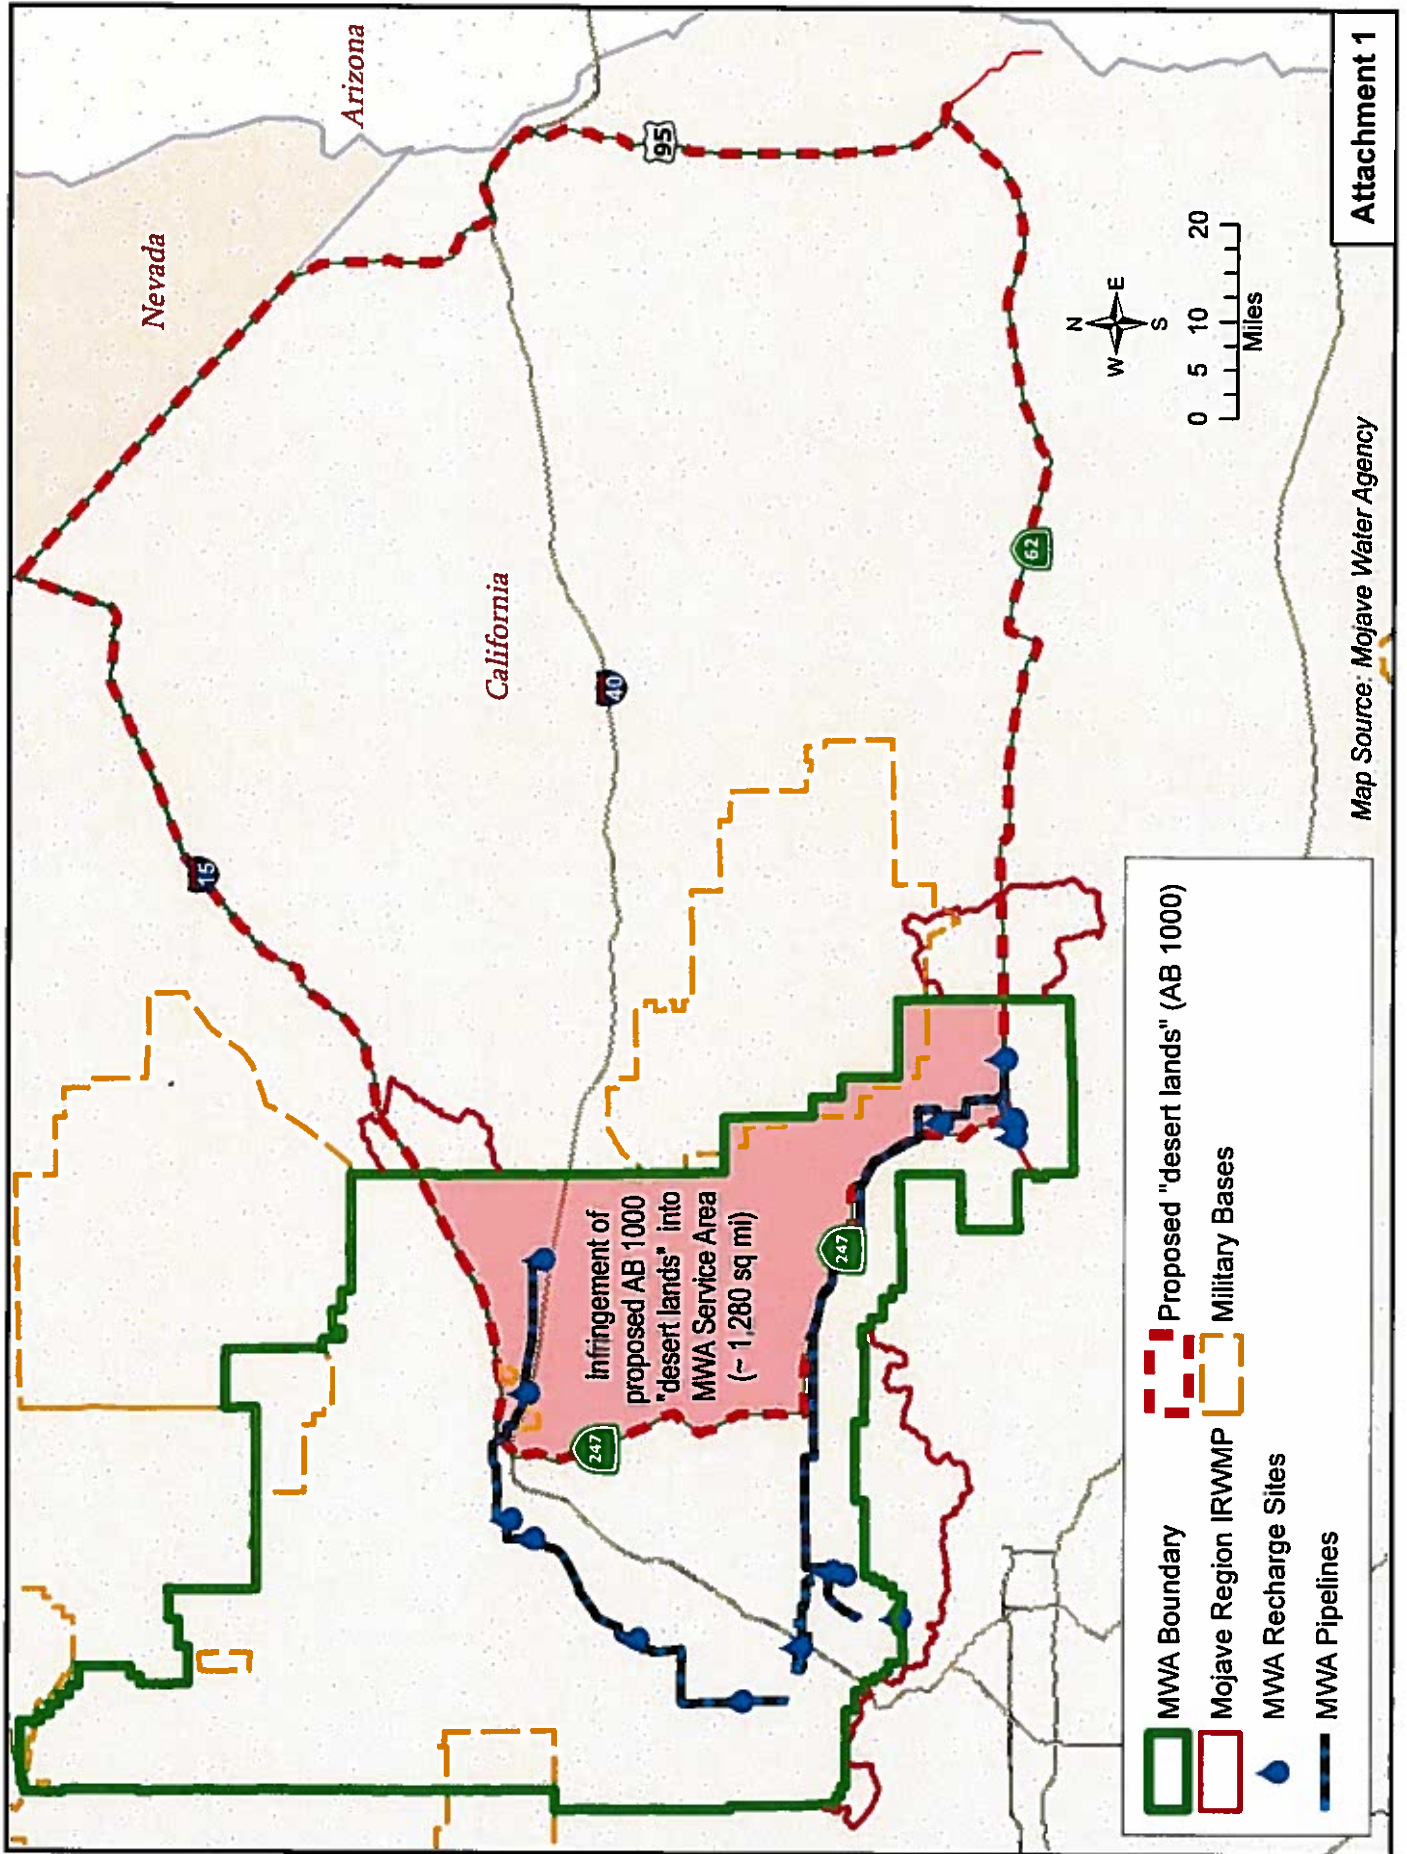 Nevada
Arizona
15
California
40
95
Infringement of
proposed AB 1000
"desert lands" into
MWA Service Area
(~ 1,280 sq mi)
247
247
62
N
W
E
S
0 5 10 20
Miles
MWA Boundary
Mojave Region IRWMP
MWA Recharge Sites
MWA Pipelines
Proposed "desert lands" (AB 1000)
Military Bases
Map Source: Mojave Water Agency
Attachment 1